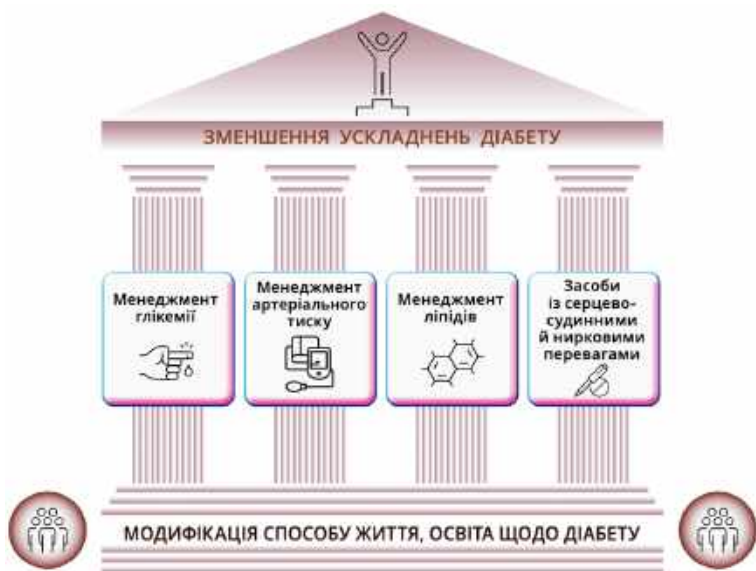 ЗМЕНШЕННЯ УСКЛАДНЕНЬ ДІАБЕТУ
Менеджмент
глікемії
Менеджмент
артеріального
тиску
Менеджмент
ліпідів
Засоби
із серцево-
судинними
й нирковими
перевагами
МОДИФІКАЦІЯ СПОСОБУ ЖИТТЯ, ОСВІТА ЩОДО ДІАБЕТУ